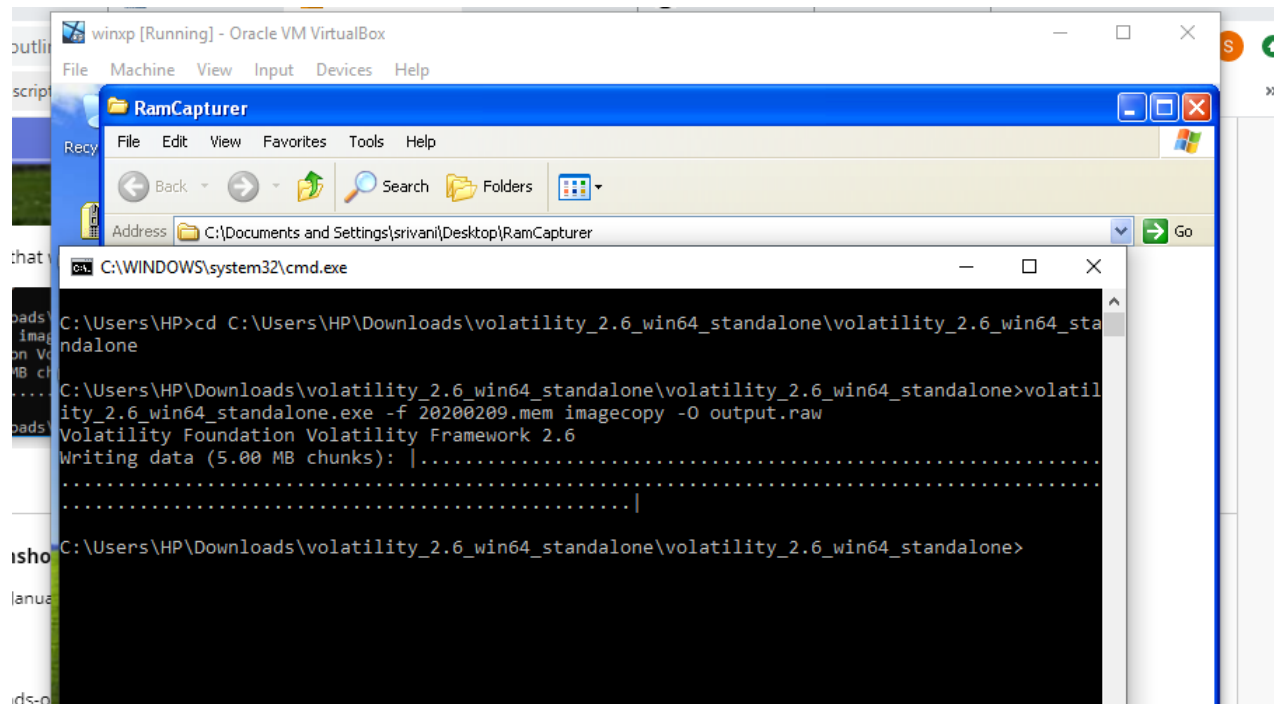 winxp [Running] - Oracle VM VirtualBox
File Machine View Input Devices Help
RamCapturer
File Edit View Favorites Tools Help
Back Search Folders
Address C:\Documents and Settings\srivani\Desktop\RamCapturer Go
C:\WINDOWS\system32\cmd.exe
C:\Users\HP>cd C:\Users\HP\Downloads\volatility_2.6_win64_standalone\volatility_2.6_win64_sta
ndalone
C:\Users\HP\Downloads\volatility_2.6_win64_standalone\volatility_2.6_win64_standalone>volatil
ity_2.6_win64_standalone.exe -f 20200209.mem imagecopy -O output.raw
Volatility Foundation Volatility Framework 2.6
Writing data (5.00 MB chunks): |.............................................................
.............................................................................................
...................................................|
C:\Users\HP\Downloads\volatility_2.6_win64_standalone\volatility_2.6_win64_standalone>